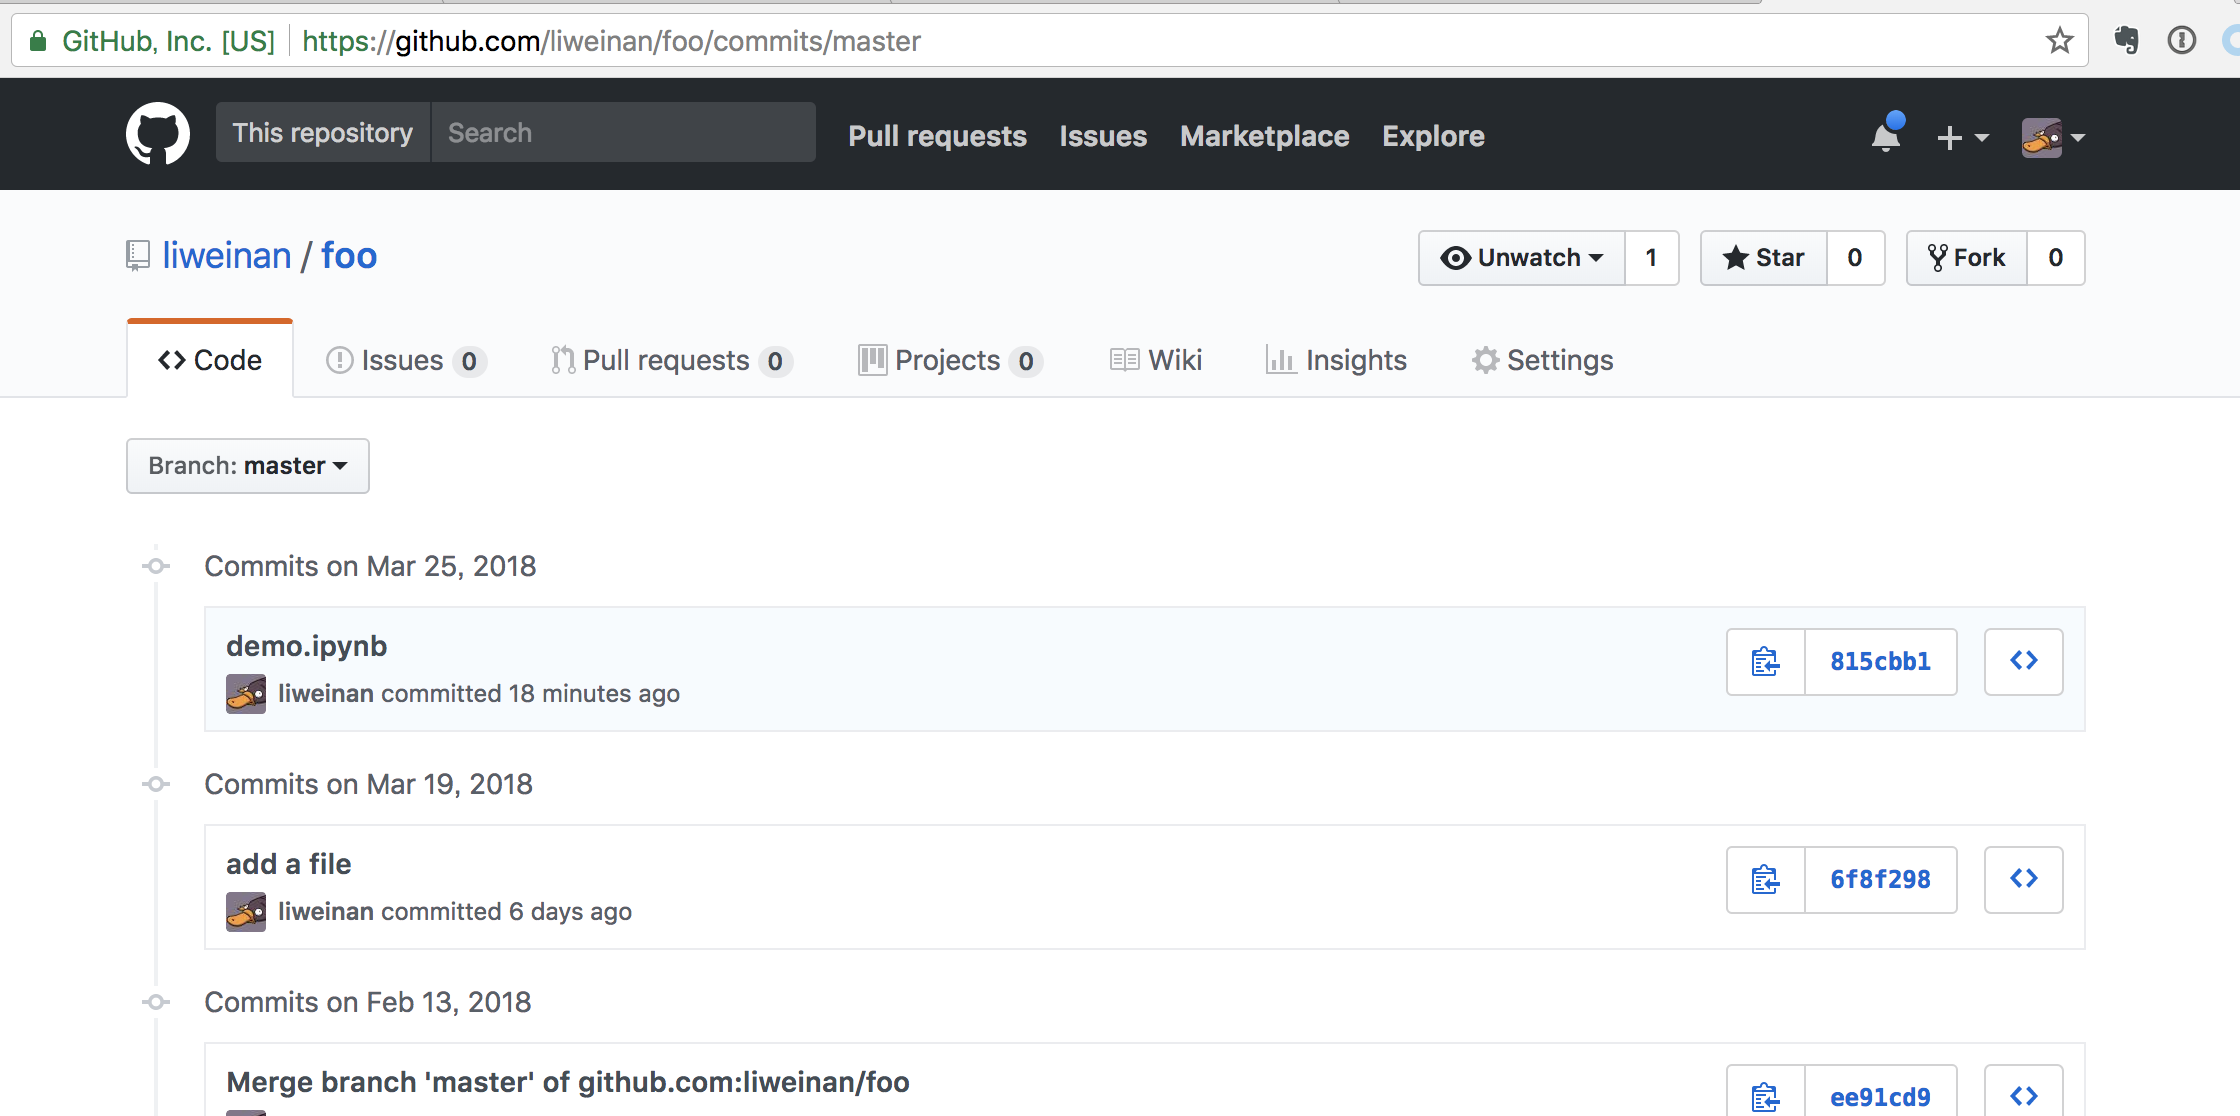 GitHub, Inc. [US] https://github.com/liweinan/foo/commits/master
This repository Search Pull requests Issues Marketplace Explore
liweinan / foo Unwatch 1 Star 0 Fork 0
Code Issues 0 Pull requests 0 Projects 0 Wiki Insights Settings
Branch: master
Commits on Mar 25, 2018
demo.ipynb
815cbb1
liweinan committed 18 minutes ago
Commits on Mar 19, 2018
add a file
6f8f298
liweinan committed 6 days ago
Commits on Feb 13, 2018
Merge branch 'master' of github.com:liweinan/foo
ee91cd9